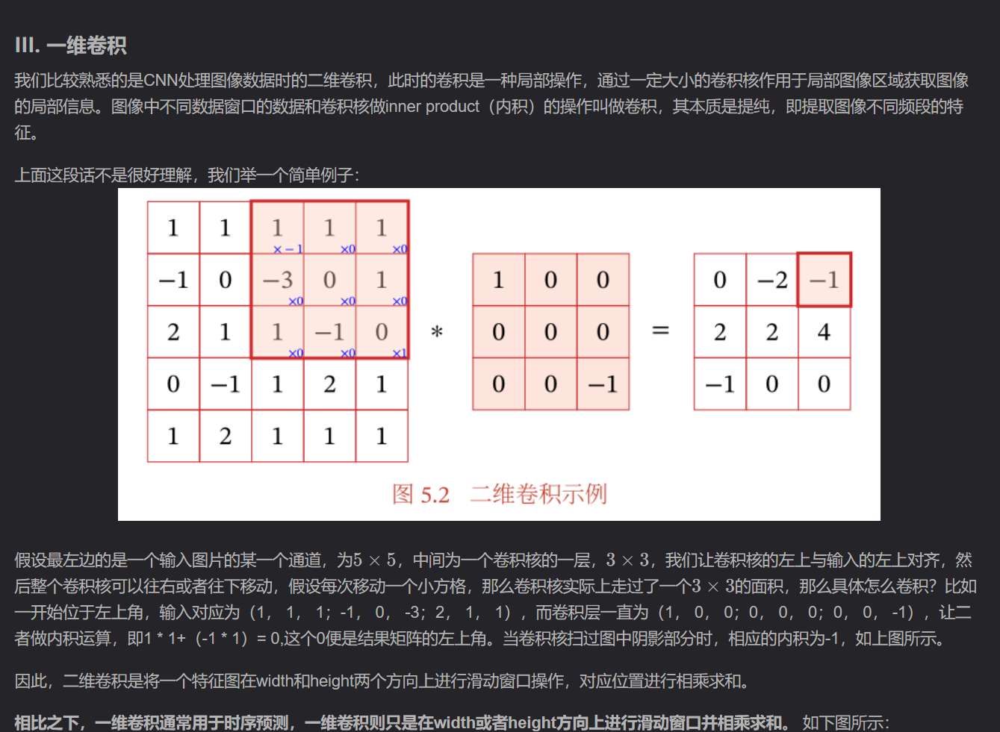 III. 一维卷积
我们比较熟悉的是CNN处理图像数据时的二维卷积，此时的卷积是一种局部操作，通过一定大小的卷积核作用于局部图像区域获取图像
的局部信息。图像中不同数据窗口的数据和卷积核做inner product（内积）的操作叫做卷积，其本质是提纯，即提取图像不同频段的特
征。
上面这段话不是很好理解，我们举一个简单例子：
1 1 1 1 1
×−1 ×0 ×0
−1 0 −3 0 1
×0 ×0 ×0
2 1 1 −1 0
×0 ×0 ×1
0 −1 1 2 1
1 2 1 1 1
*
1 0 0
0 0 0
0 0 −1
=
0 −2 −1
2 2 4
−1 0 0
图 5.2 二维卷积示例
假设最左边的是一个输入图片的某一个通道，为5 × 5，中间为一个卷积核的一层，3 × 3，我们让卷积核的左上与输入的左上对齐，然
后整个卷积核可以往右或者往下移动，假设每次移动一个小方格，那么卷积核实际上走过了一个3 × 3的面积，那么具体怎么卷积？比如
一开始位于左上角，输入对应为（1， 1， 1；-1， 0， -3；2， 1， 1），而卷积层一直为（1， 0， 0；0， 0， 0；0， 0， -1），让二
者做内积运算，即1 * 1+（-1 * 1）= 0,这个0便是结果矩阵的左上角。当卷积核扫过图中阴影部分时，相应的内积为-1，如上图所示。
因此，二维卷积是将一个特征图在width和height两个方向上进行滑动窗口操作，对应位置进行相乘求和。
相比之下，一维卷积通常用于时序预测，一维卷积则只是在width或者height方向上进行滑动窗口并相乘求和。 如下图所示：